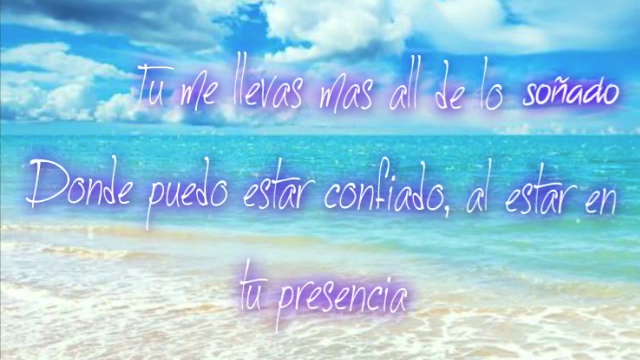 Tu me llevas mas all de lo soñado
Donde puedo estar confiado, al estar en
tu presencia